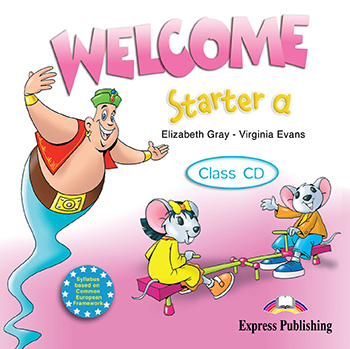 WELCOME
Starter a
Elizabeth Gray - Virginia Evans
Class CD
Syllabus
based on
Common
European
Framework
Express Publishing